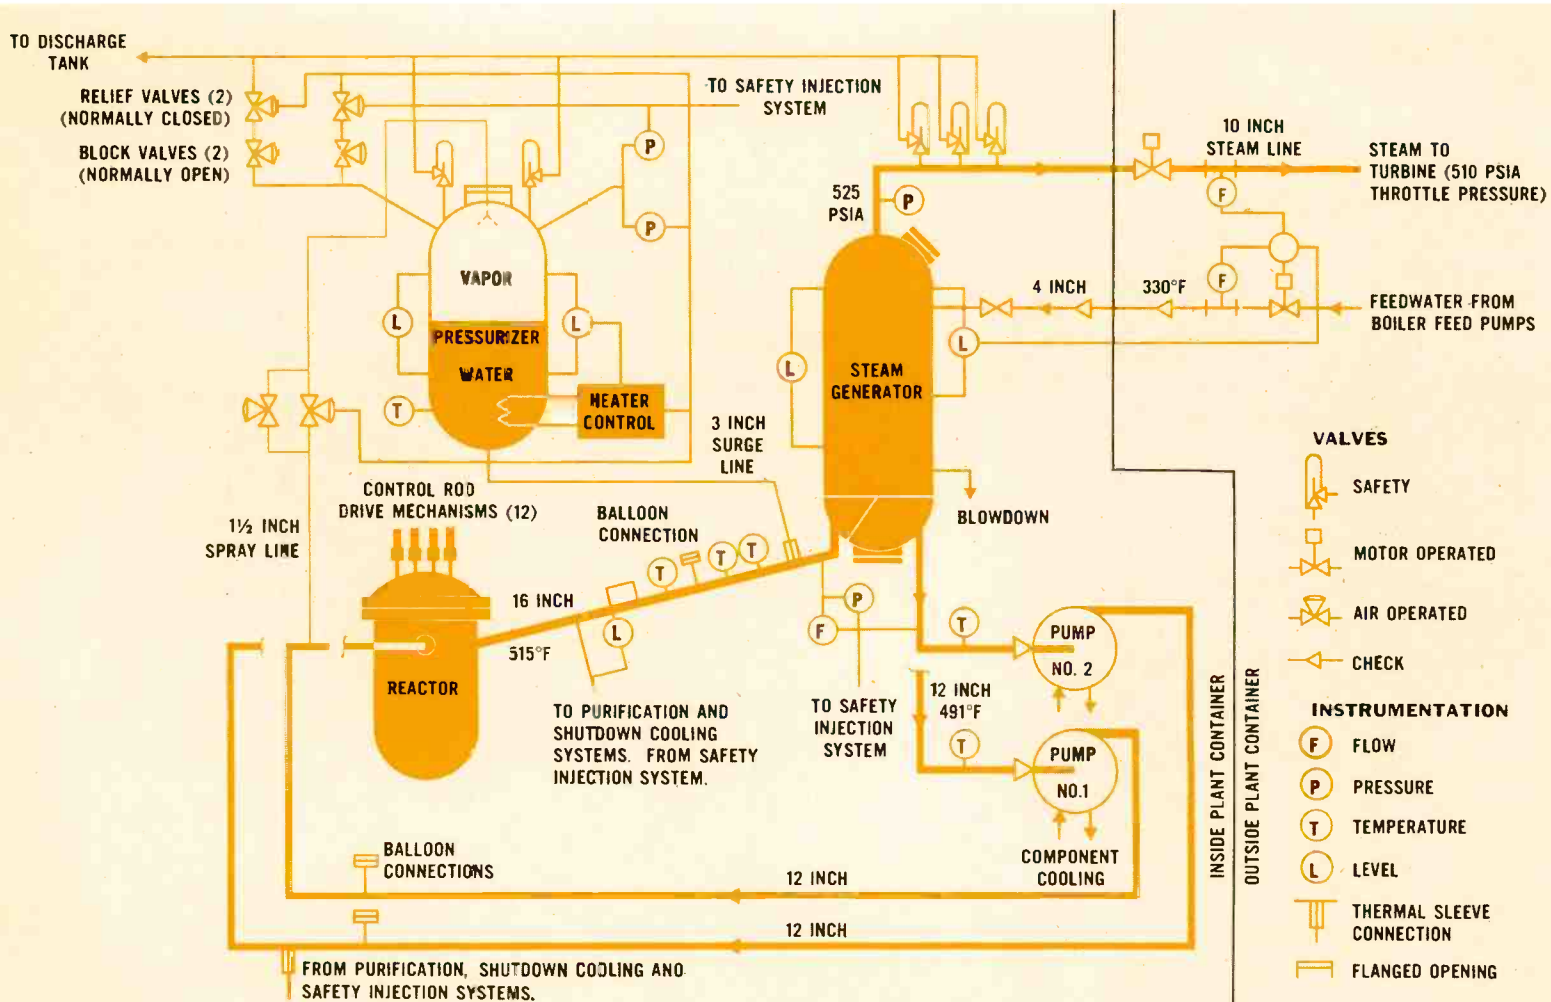 TO DISCHARGE
TANK
RELIEF VALVES (2)
(NORMALLY CLOSED)
BLOCK VALVES (2)
(NORMALLY OPEN)
TO SAFETY INJECTION
SYSTEM
P
P
VAPOR
L
L
PRESSURIZER
WATER
T
HEATER
CONTROL
525
PSIA
P
10 INCH
STEAM LINE
STEAM TO
TURBINE (510 PSIA
THROTTLE PRESSURE)
F
F
4 INCH
330°F
FEEDWATER FROM
BOILER FEED PUMPS
L
L
STEAM
GENERATOR
3 INCH
SURGE
LINE
BLOWDOWN
CONTROL ROD
DRIVE MECHANISMS (12)
1½ INCH
SPRAY LINE
BALLOON
CONNECTION
T
T
T
16 INCH
515°F
L
REACTOR
P
F
TO PURIFICATION AND
SHUTDOWN COOLING
SYSTEMS. FROM SAFETY
INJECTION SYSTEM.
TO SAFETY
INJECTION
SYSTEM
T
PUMP
NO. 2
12 INCH
491°F
T
PUMP
NO.1
COMPONENT
COOLING
BALLOON
CONNECTIONS
12 INCH
12 INCH
FROM PURIFICATION, SHUTDOWN COOLING AND
SAFETY INJECTION SYSTEMS.
INSIDE PLANT CONTAINER
OUTSIDE PLANT CONTAINER
VALVES
SAFETY
MOTOR OPERATED
AIR OPERATED
CHECK
INSTRUMENTATION
F FLOW
P PRESSURE
T TEMPERATURE
L LEVEL
THERMAL SLEEVE
CONNECTION
FLANGED OPENING